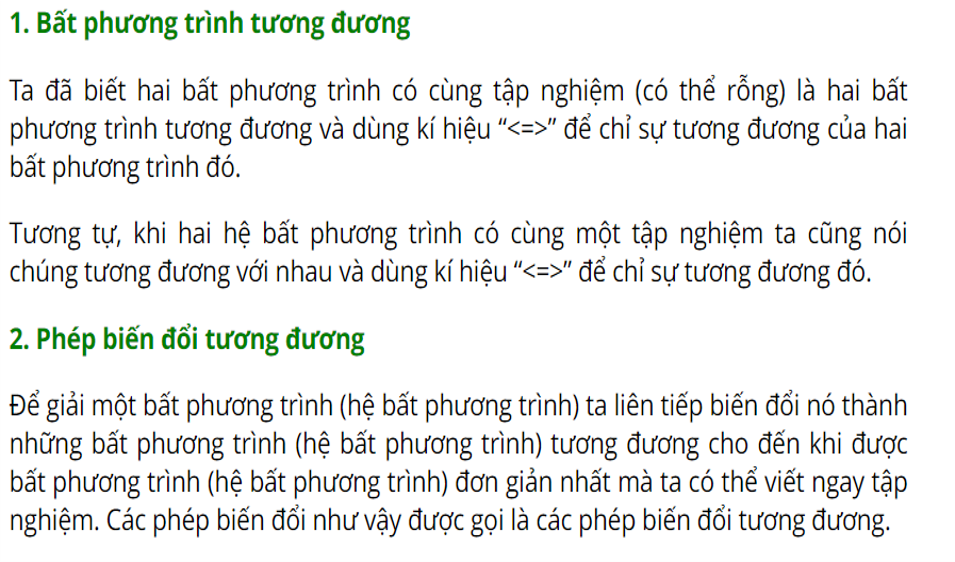 1. Bất phương trình tương đương
Ta đã biết hai bất phương trình có cùng tập nghiệm (có thể rỗng) là hai bất
phương trình tương đương và dùng kí hiệu “<=>” để chỉ sự tương đương của hai
bất phương trình đó.
Tương tự, khi hai hệ bất phương trình có cùng một tập nghiệm ta cũng nói
chúng tương đương với nhau và dùng kí hiệu “<=>” để chỉ sự tương đương đó.
2. Phép biến đổi tương đương
Để giải một bất phương trình (hệ bất phương trình) ta liên tiếp biến đổi nó thành
những bất phương trình (hệ bất phương trình) tương đương cho đến khi được
bất phương trình (hệ bất phương trình) đơn giản nhất mà ta có thể viết ngay tập
nghiệm. Các phép biến đổi như vậy được gọi là các phép biến đổi tương đương.